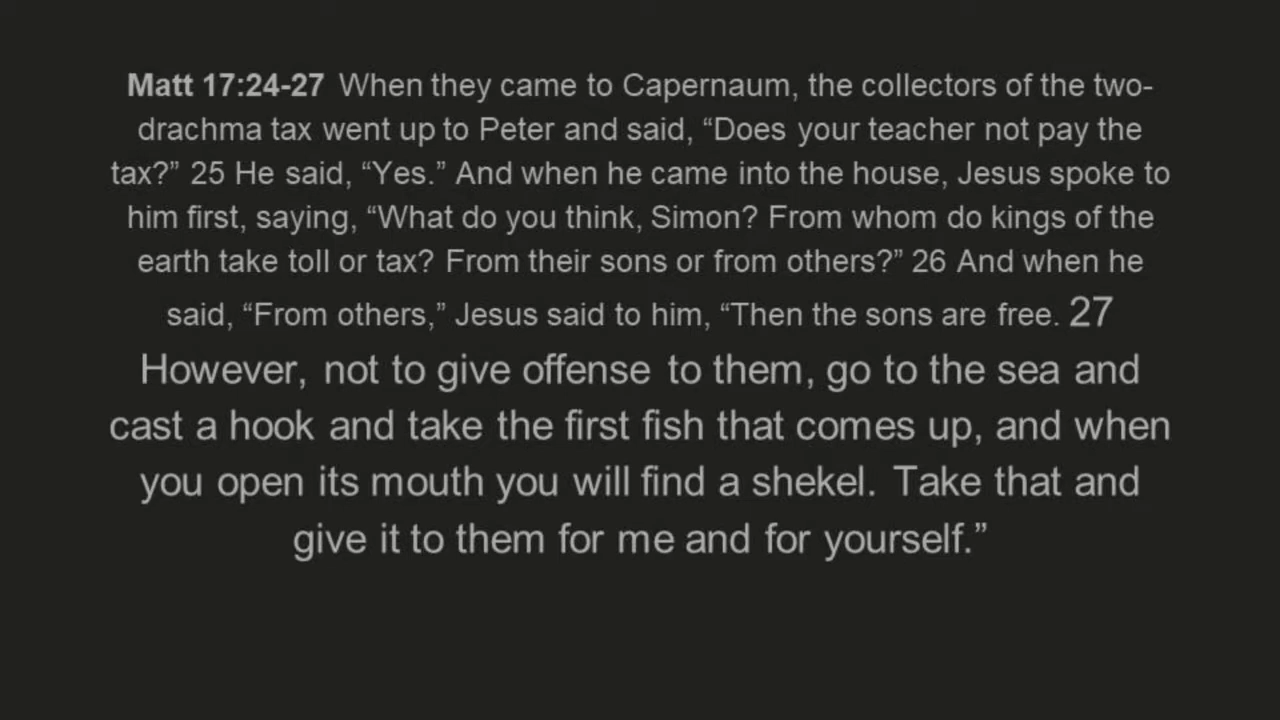 Matt 17:24-27 When they came to Capernaum, the collectors of the two-
drachma tax went up to Peter and said, “Does your teacher not pay the
tax?” 25 He said, “Yes.” And when he came into the house, Jesus spoke to
him first, saying, “What do you think, Simon? From whom do kings of the
earth take toll or tax? From their sons or from others?” 26 And when he
said, “From others,” Jesus said to him, “Then the sons are free. 27
However, not to give offense to them, go to the sea and
cast a hook and take the first fish that comes up, and when
you open its mouth you will find a shekel. Take that and
give it to them for me and for yourself.”